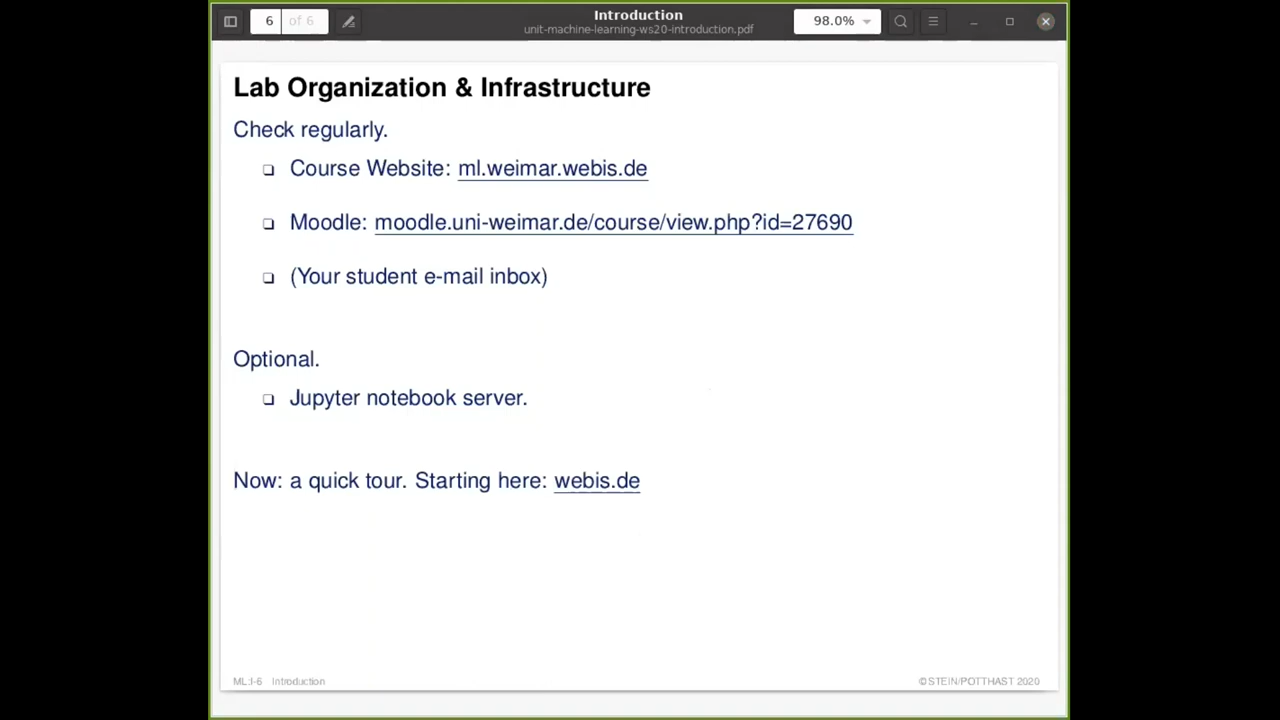 6 of 6
Introduction
unit-machine-learning-ws20-introduction.pdf
98.0%
Lab Organization & Infrastructure
Check regularly.
❑ Course Website: ml.weimar.webis.de
❑ Moodle: moodle.uni-weimar.de/course/view.php?id=27690
❑ (Your student e-mail inbox)
Optional.
❑ Jupyter notebook server.
Now: a quick tour. Starting here: webis.de
ML:I-6 Introduction
©STEIN/POTTHAST 2020